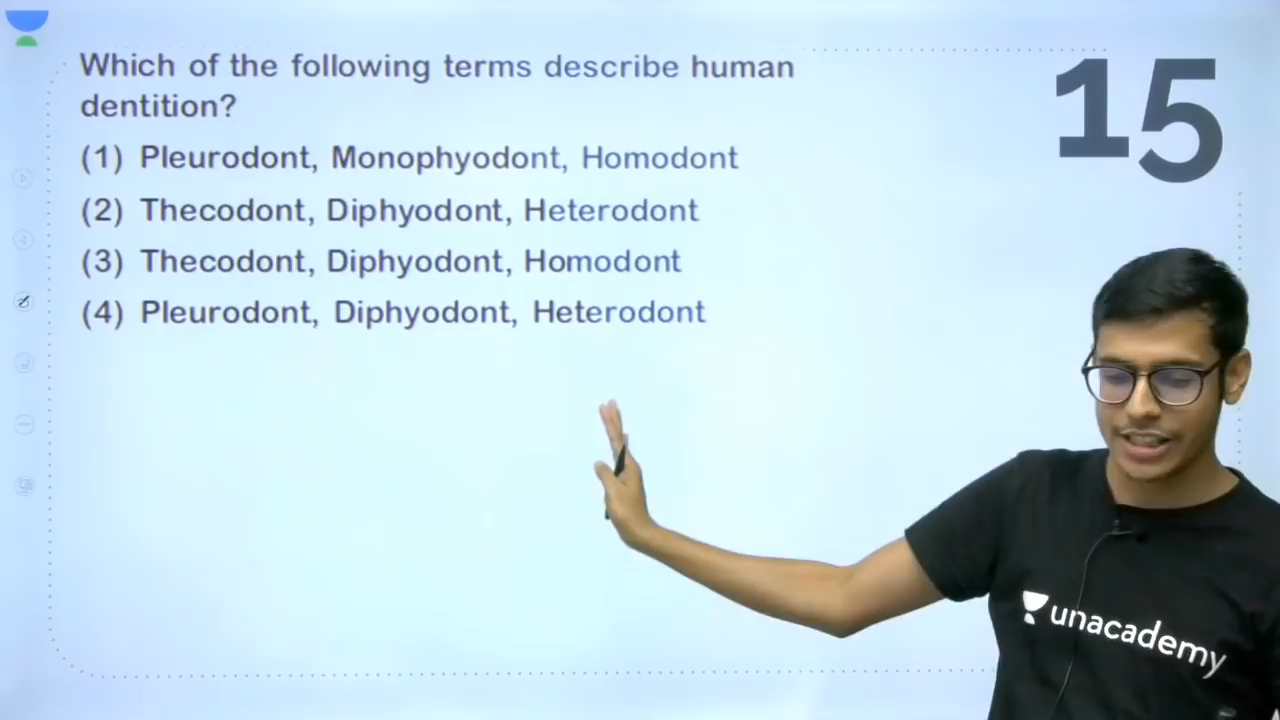 Which of the following terms describe human
dentition?
(1) Pleurodont, Monophyodont, Homodont
(2) Thecodont, Diphyodont, Heterodont
(3) Thecodont, Diphyodont, Homodont
(4) Pleurodont, Diphyodont, Heterodont
15
unacademy